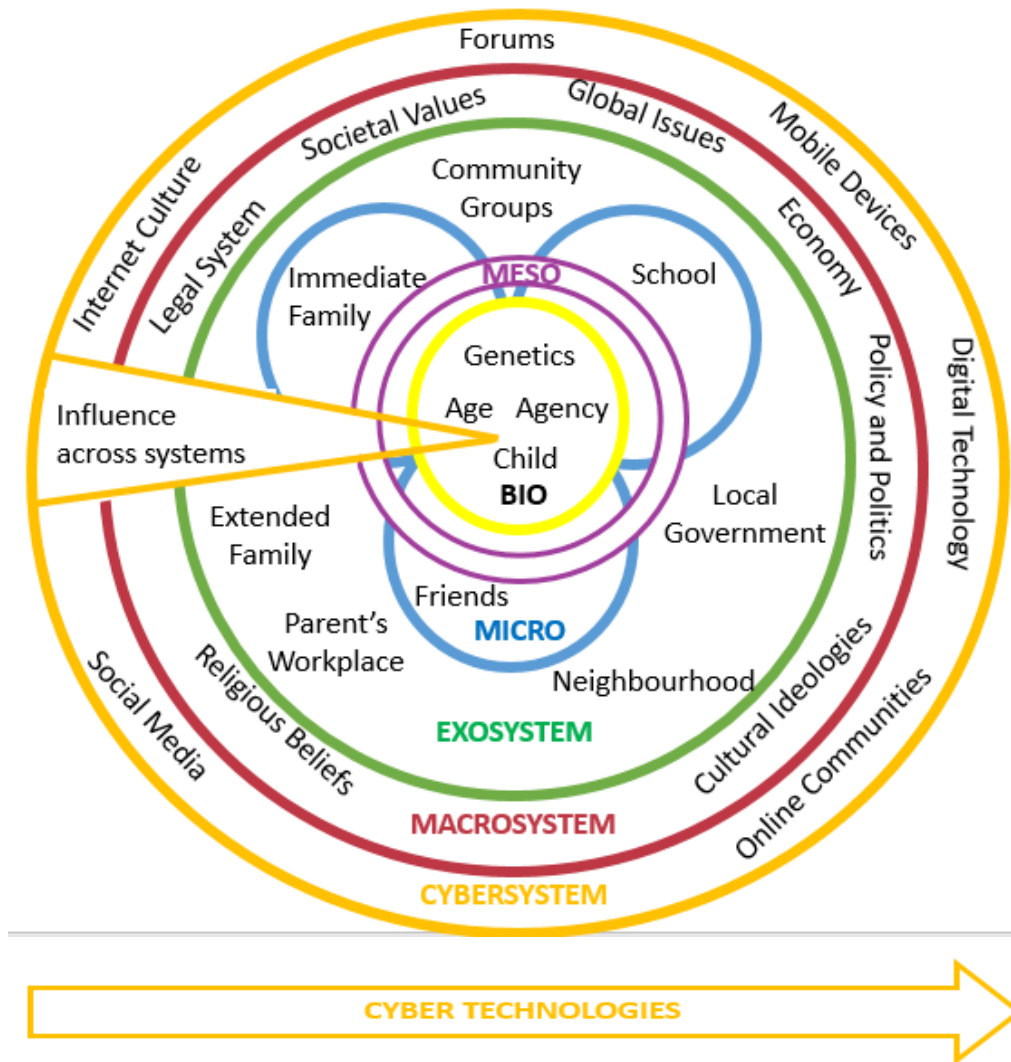 Forums
Mobile Devices
Internet Culture
Societal Values
Global Issues
Legal System
Economy
Community
Groups
Immediate
Family
MESO
School
Genetics
Age Agency
Child
BIO
Influence
across systems
Policy and Politics
Digital Technology
Extended
Family
Local
Government
Friends
MICRO
Parent's
Workplace
Neighbourhood
EXOSYSTEM
Social Media
Religious Beliefs
Cultural Ideologies
Online Communities
MACROSYSTEM
CYBERSYSTEM
CYBER TECHNOLOGIES